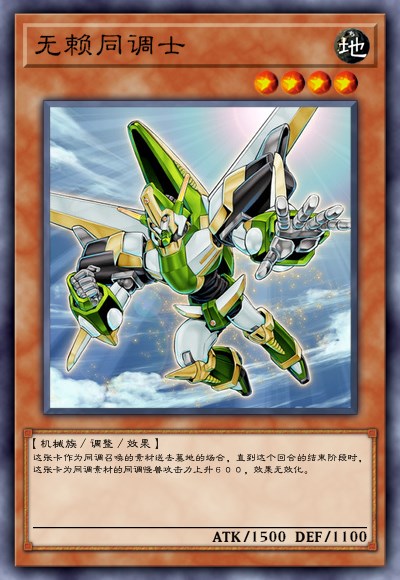 无赖同调士
地
【机械族／调整／效果】
这张卡作为同调召唤的素材送去墓地的场合，直到这个回合的结束阶段时，
这张卡为同调素材的同调怪兽攻击力上升６００，效果无效化。
ATK/1500 DEF/1100